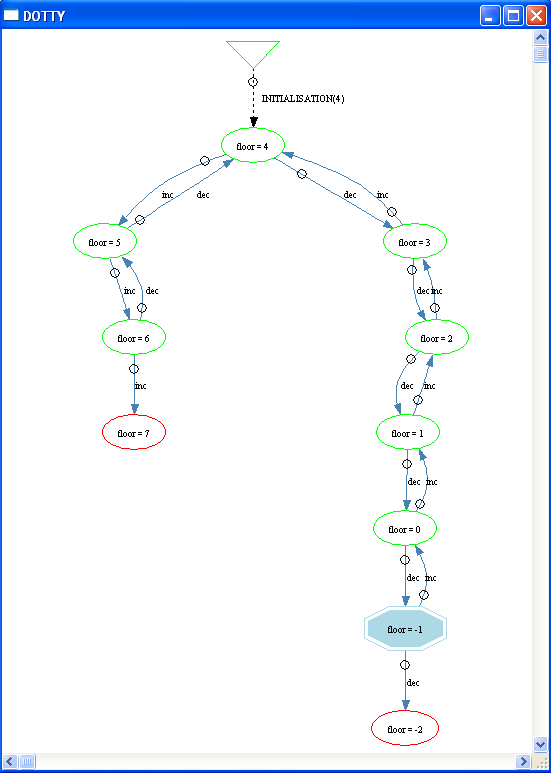 DOTTY
INITIALISATION(4)
floor = 4
inc
dec
dec
inc
floor = 5
floor = 3
inc
dec
dec
inc
floor = 6
floor = 2
inc
dec
inc
floor = 7
floor = 1
dec
inc
floor = 0
dec
inc
floor = -1
dec
floor = -2